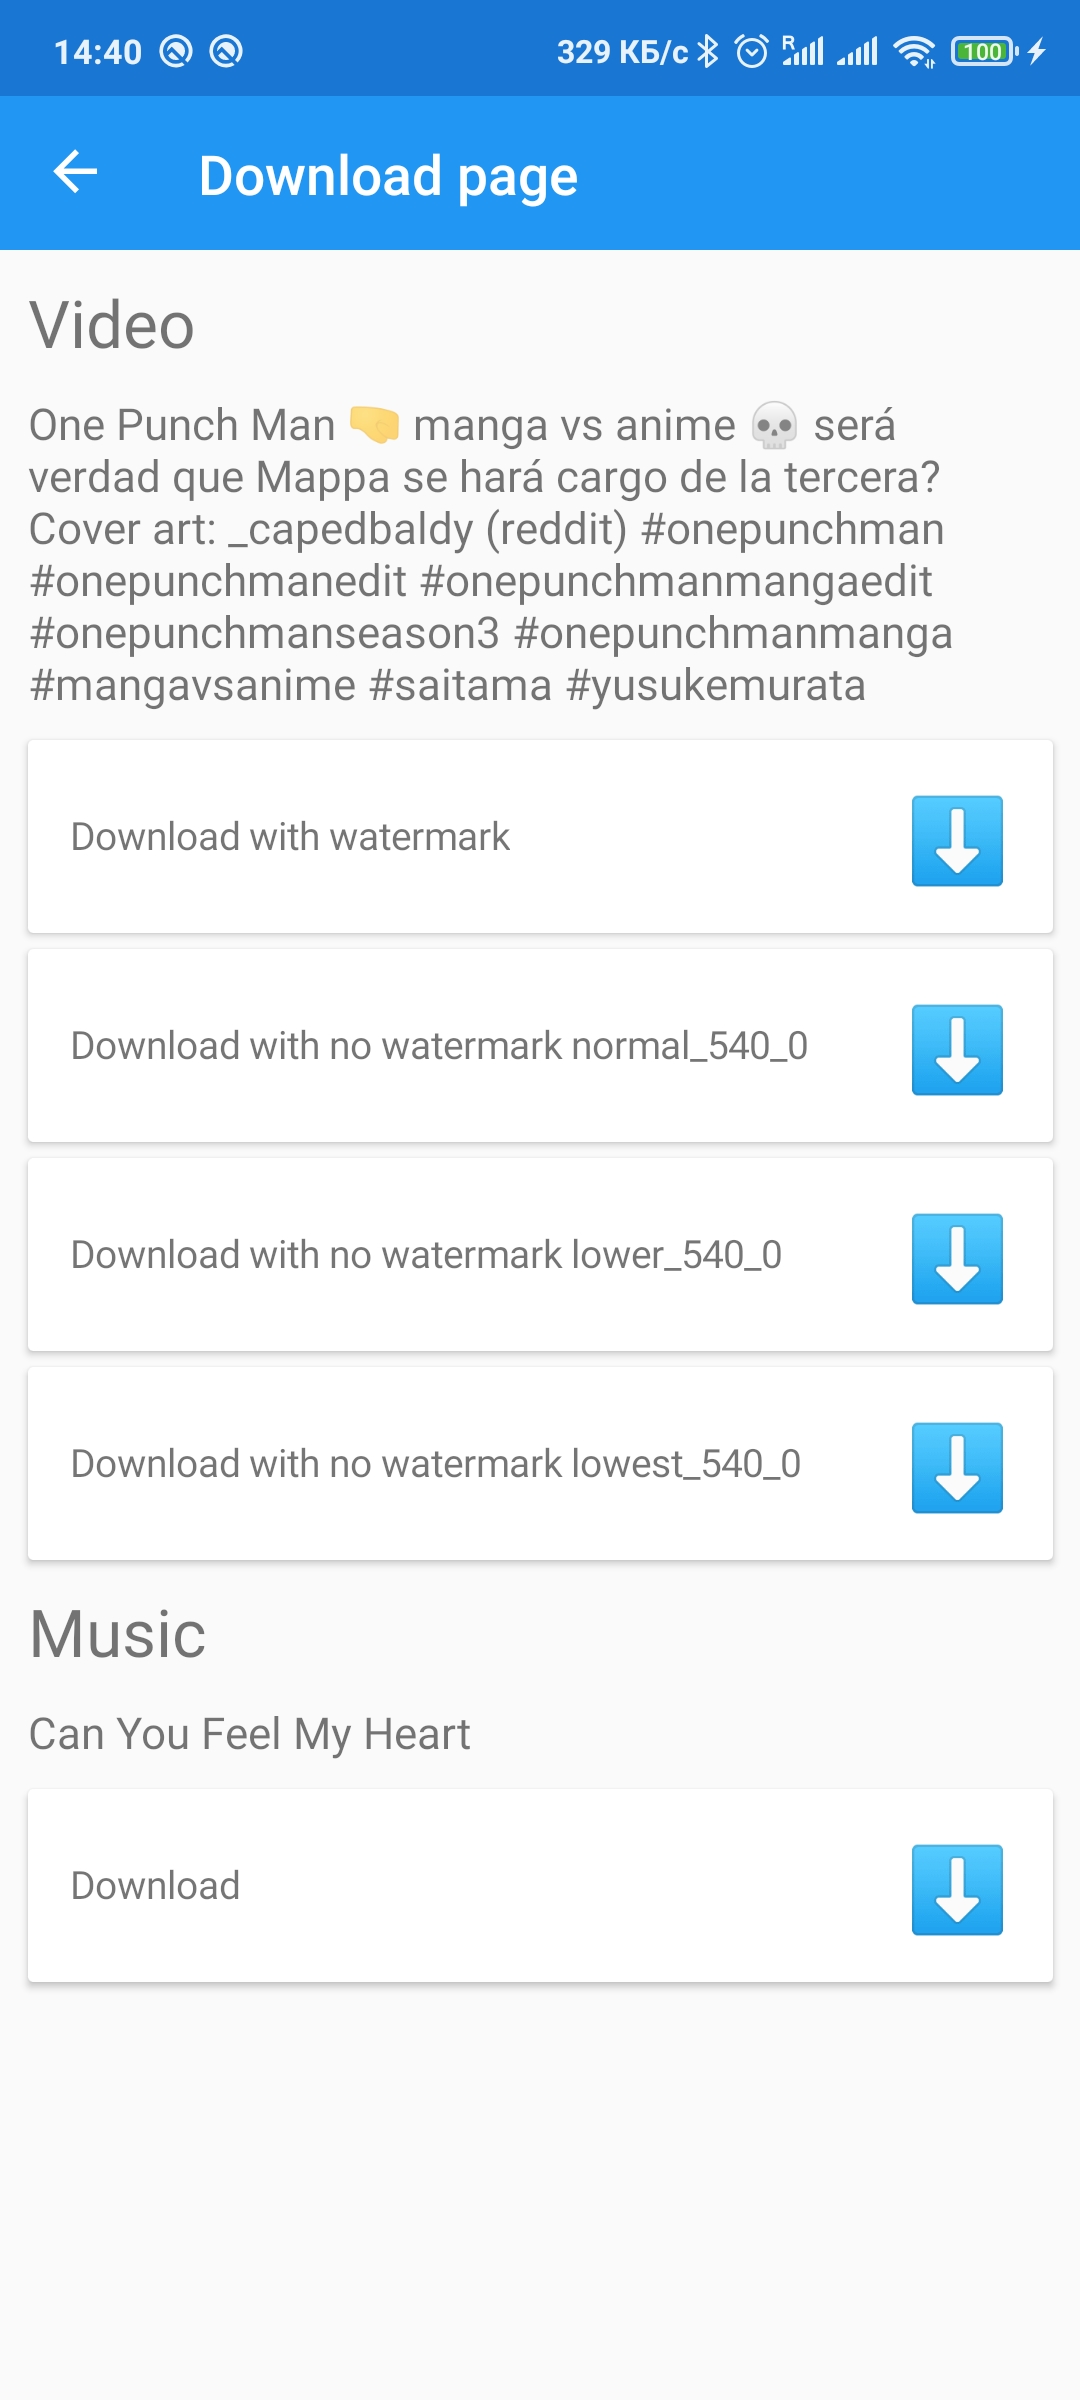 14:40 329 КБ/с R 100
Download page
Video
One Punch Man 🤜 manga vs anime 💀 será
verdad que Mappa se hará cargo de la tercera?
Cover art: _capedbaldy (reddit) #onepunchman
#onepunchmanedit #onepunchmanmangaedit
#onepunchmanseason3 #onepunchmanmanga
#mangavsanime #saitama #yusukemurata
Download with watermark
Download with no watermark normal_540_0
Download with no watermark lower_540_0
Download with no watermark lowest_540_0
Music
Can You Feel My Heart
Download